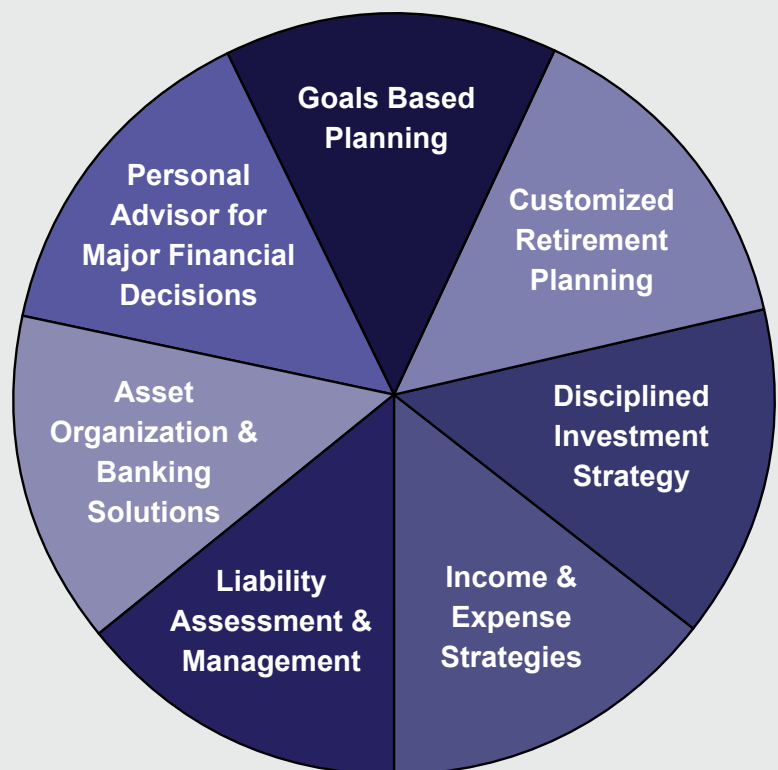 Goals Based
Planning
Customized
Retirement
Planning
Disciplined
Investment
Strategy
Income &
Expense
Strategies
Liability
Assessment &
Management
Asset
Organization &
Banking
Solutions
Personal
Advisor for
Major Financial
Decisions